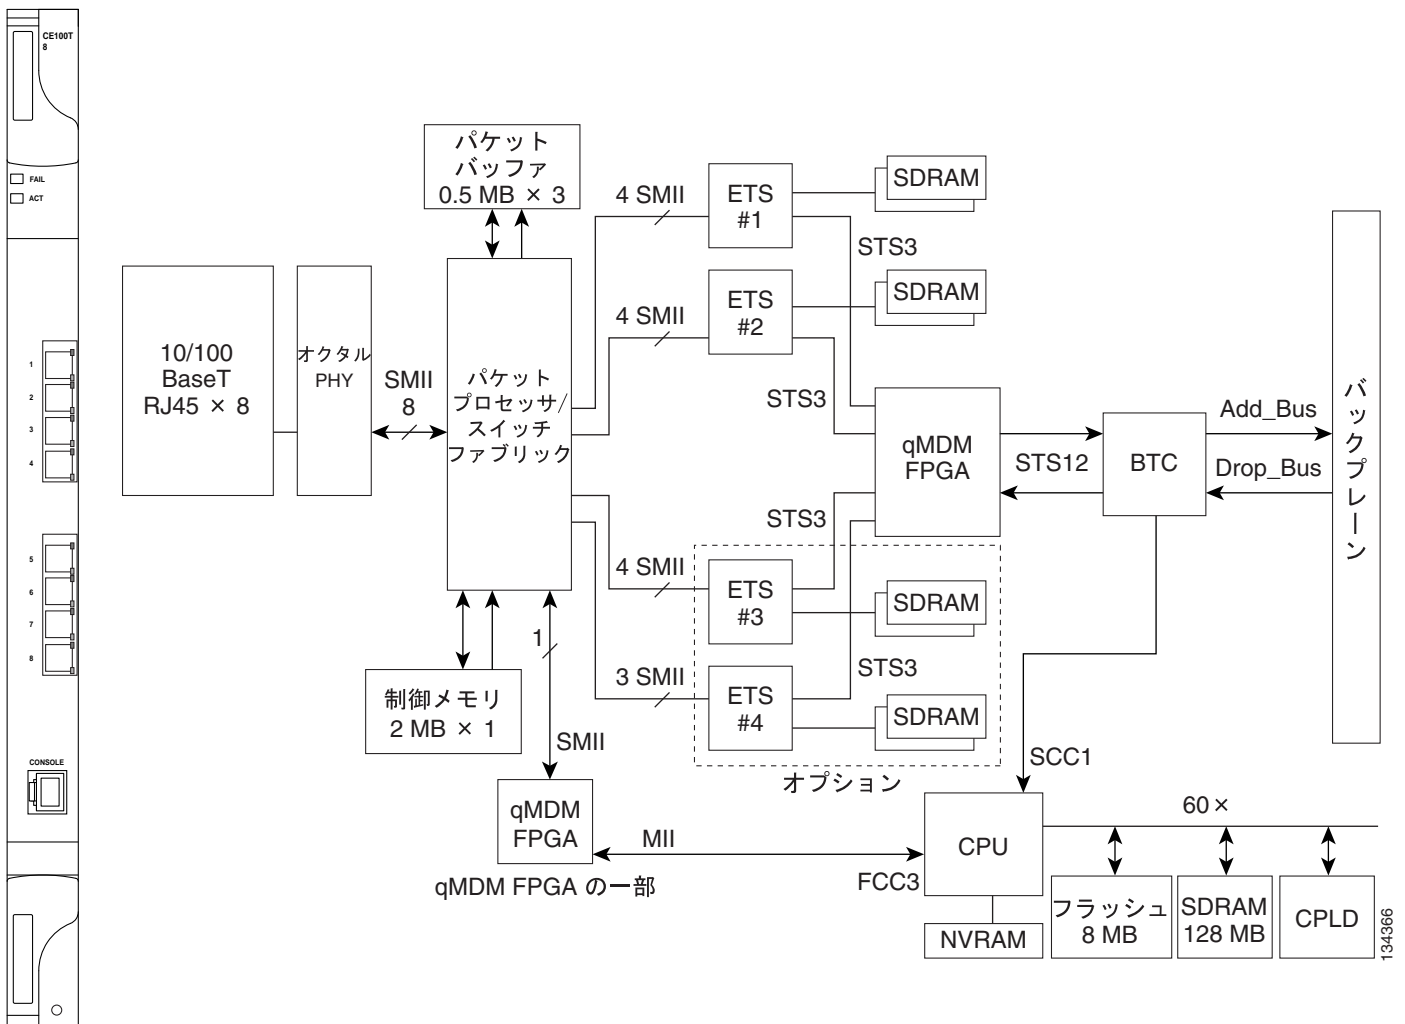 CE100T
8
FAIL
ACT
1
2
3
4
5
6
7
8
CONSOLE
10/100
BaseT
RJ45 × 8
オクタル
PHY
SMII
8
パケット
バッファ
0.5 MB × 3
パケット
プロセッサ/
スイッチ
ファブリック
制御メモリ
2 MB × 1
1
SMII
qMDM
FPGA
qMDM FPGA の一部
MII
4 SMII
ETS
#1
SDRAM
STS3
4 SMII
ETS
#2
SDRAM
STS3
qMDM
FPGA
STS3
4 SMII
ETS
#3
SDRAM
STS3
3 SMII
ETS
#4
SDRAM
オプション
STS12
BTC
Add_Bus
Drop_Bus
バックプレーン
SCC1
CPU
FCC3
NVRAM
60×
フラッシュ
8 MB
SDRAM
128 MB
CPLD
134366